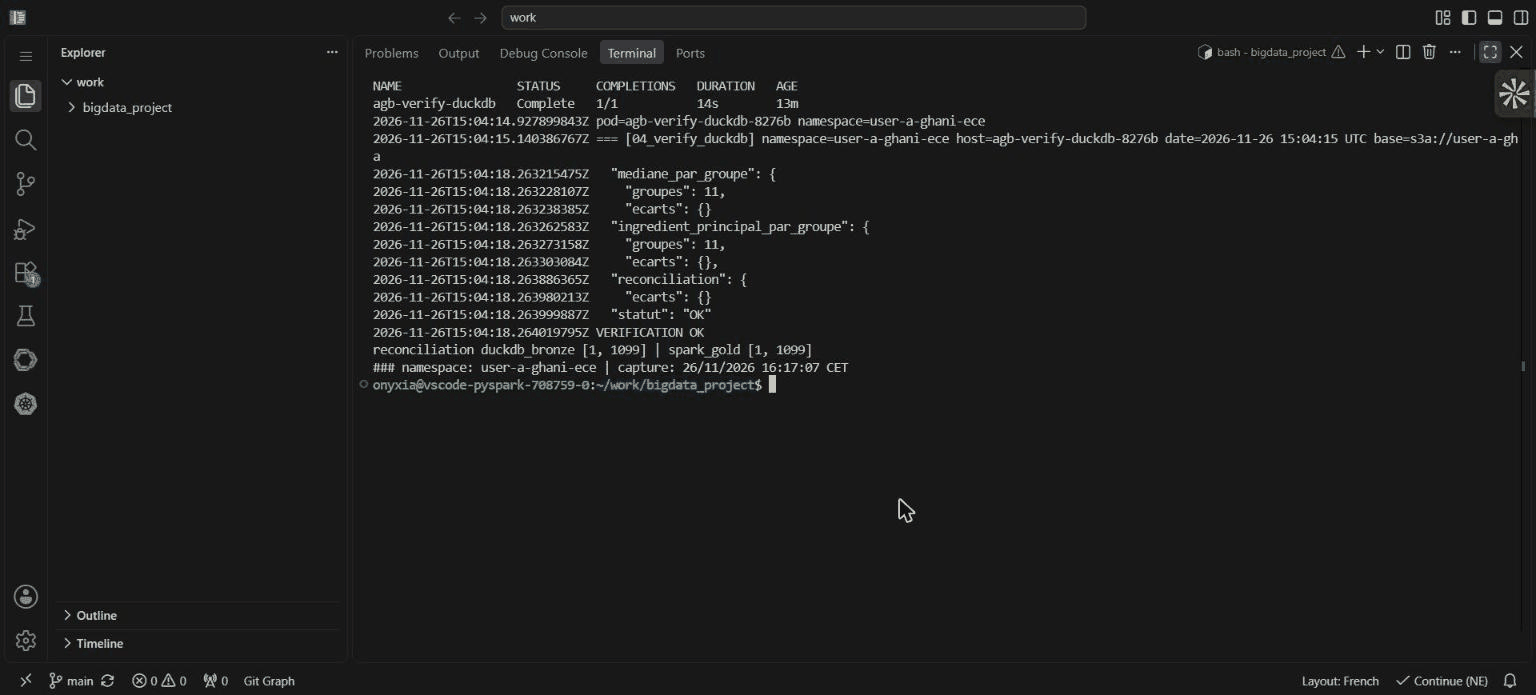 work
Explorer
work
bigdata_project
Outline
Timeline
Problems Output Debug Console Terminal Ports
bash - bigdata_project
NAME STATUS COMPLETIONS DURATION AGE
agb-verify-duckdb Complete 1/1 14s 13m
2026-11-26T15:04:14.927899843Z pod=agb-verify-duckdb-8276b namespace=user-a-ghani-ece
2026-11-26T15:04:15.140386767Z === [04_verify_duckdb] namespace=user-a-ghani-ece host=agb-verify-duckdb-8276b date=2026-11-26 15:04:15 UTC base=s3a://user-a-gh
a
2026-11-26T15:04:18.263215475Z "mediane_par_groupe": {
2026-11-26T15:04:18.263228107Z "groupes": 11,
2026-11-26T15:04:18.263238385Z "ecarts": {}
2026-11-26T15:04:18.263262583Z "ingredient_principal_par_groupe": {
2026-11-26T15:04:18.263273158Z "groupes": 11,
2026-11-26T15:04:18.263303084Z "ecarts": {},
2026-11-26T15:04:18.263886365Z "reconciliation": {
2026-11-26T15:04:18.263980213Z "ecarts": {}
2026-11-26T15:04:18.263999887Z "statut": "OK"
2026-11-26T15:04:18.264019795Z VERIFICATION OK
reconciliation duckdb_bronze [1, 1099] | spark_gold [1, 1099]
### namespace: user-a-ghani-ece | capture: 26/11/2026 16:17:07 CET
onyxia@vscode-pyspark-708759-0:~/work/bigdata_project$
main 0 0 0 Git Graph
Layout: French Continue (NE)